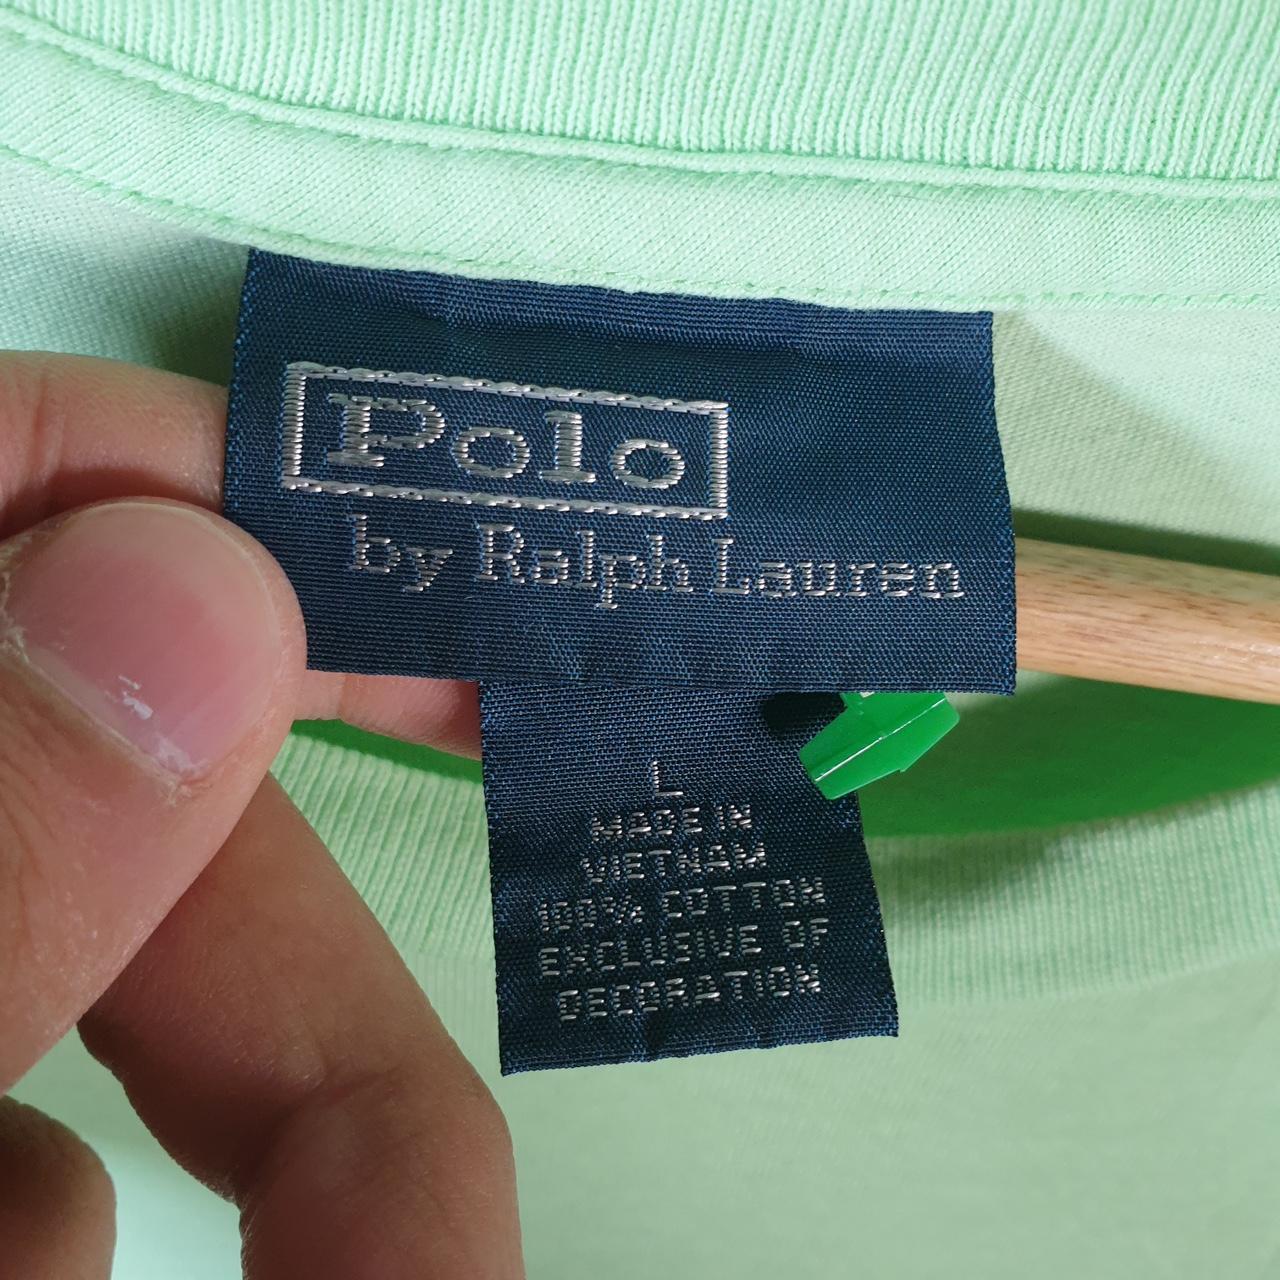 Polo
by Ralph Lauren
L
MADE IN
VIETNAM
100% COTTON
EXCLUSIVE OF
DECORATION